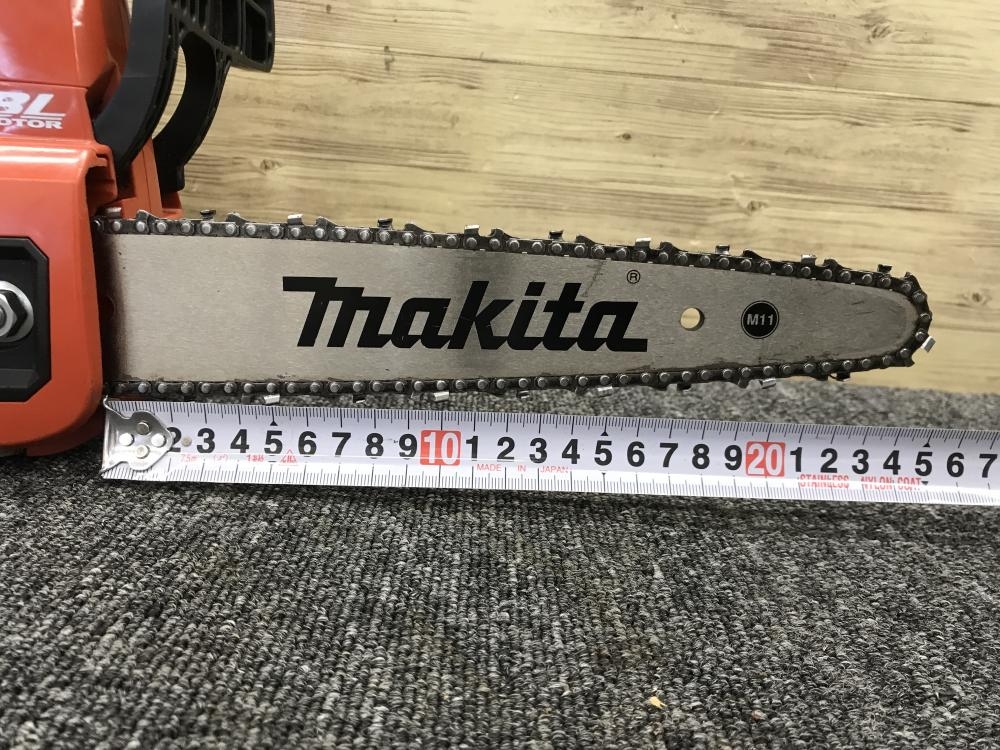 BL
OTOR
makita®
M11
2 3 4 5 6 7 8 9 10 1 2 3 4 5 6 7 8 9 20 1 2 3 4 5 6 7
MADE IN JAPAN
STAINLESS NYLON COAT